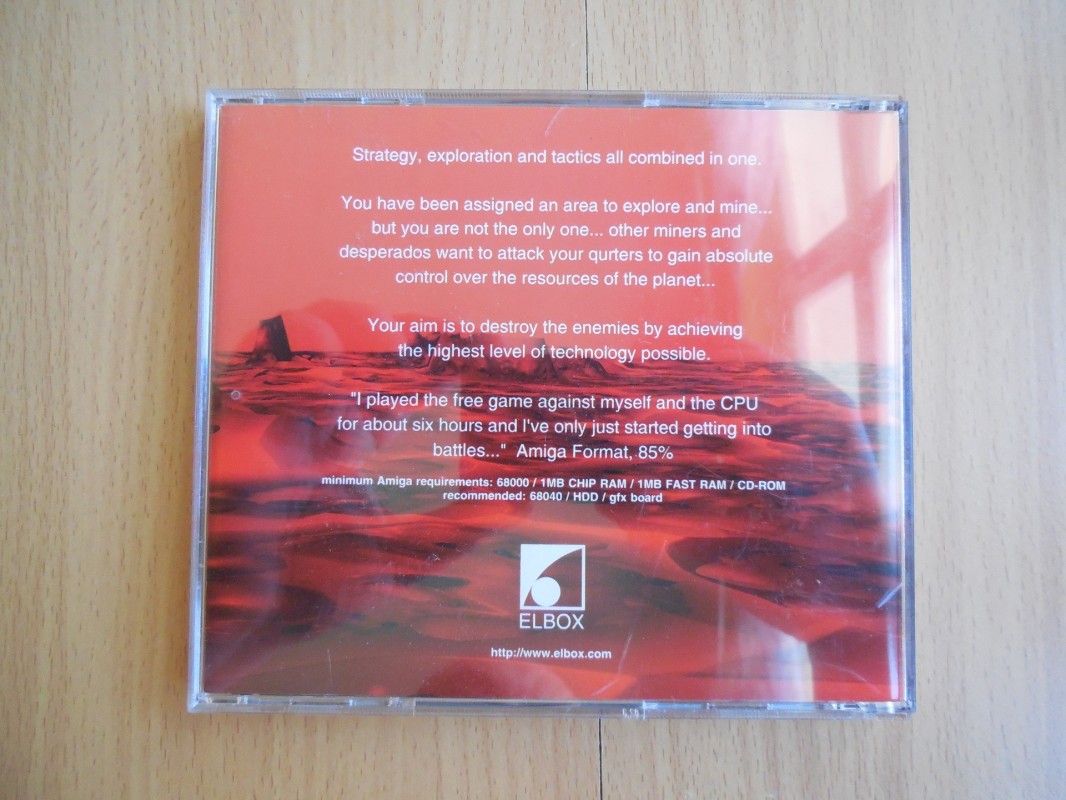 Strategy, exploration and tactics all combined in one.
You have been assigned an area to explore and mine...
but you are not the only one... other miners and
desperados want to attack your qurters to gain absolute
control over the resources of the planet...
Your aim is to destroy the enemies by achieving
the highest level of technology possible.
"I played the free game against myself and the CPU
for about six hours and I've only just started getting into
battles..." Amiga Format, 85%
minimum Amiga requirements: 68000 / 1MB CHIP RAM / 1MB FAST RAM / CD-ROM
recommended: 68040 / HDD / gfx board
ELBOX
http://www.elbox.com